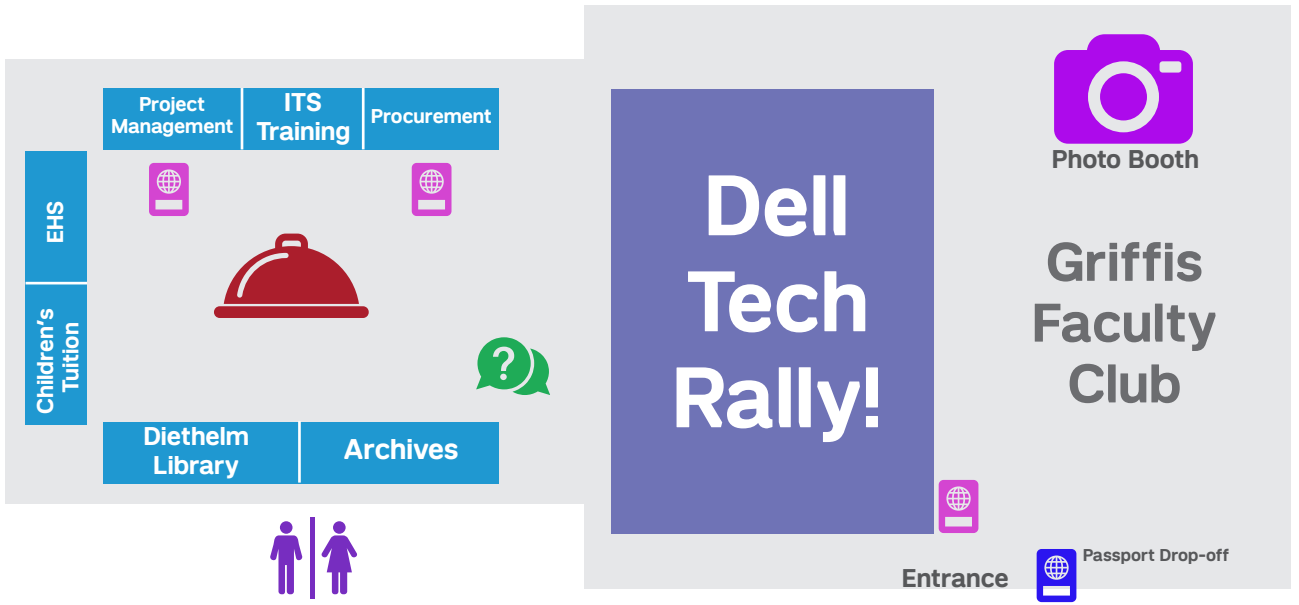 Project
Management
ITS
Training
Procurement
EHS
Children's
Tuition
?
Diethelm
Library
Archives
Dell
Tech
Rally!
Photo Booth
Griffis
Faculty
Club
Entrance
Passport Drop-off